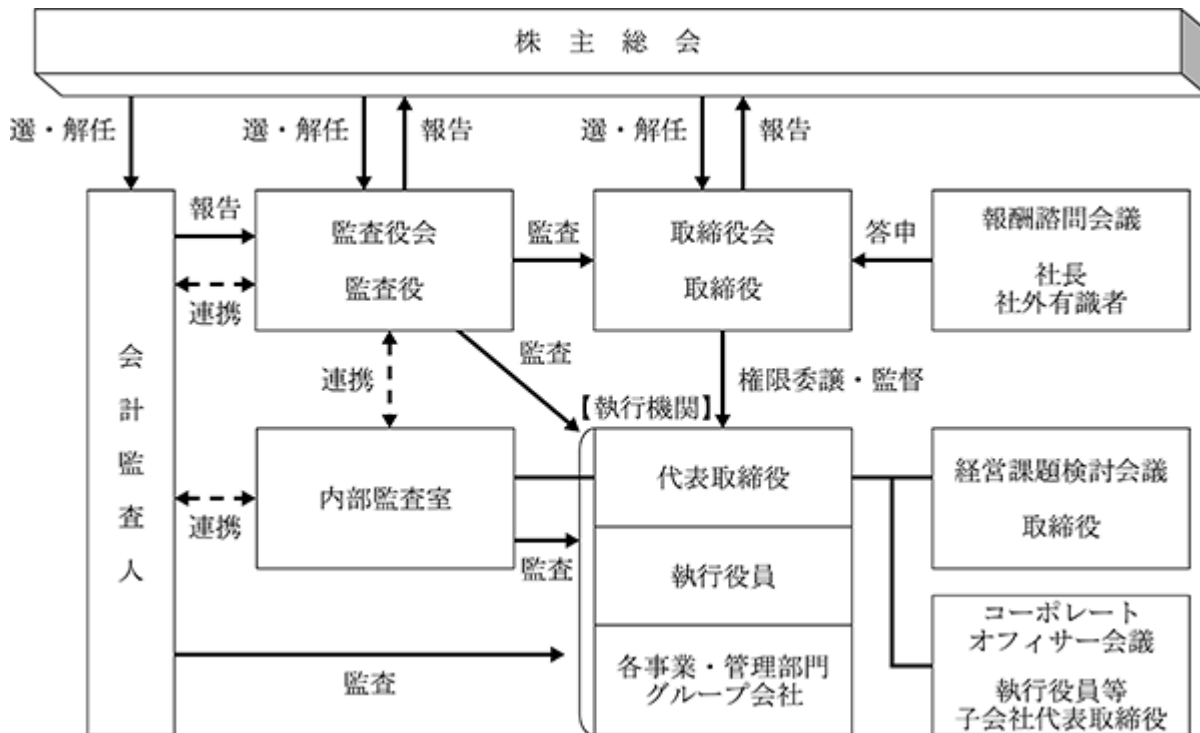 株主総会
選・解任
選・解任
報告
選・解任
報告
報告
監査役会
監査役
監査
取締役会
取締役
答申
報酬諮問会議
社長
社外有識者
連携
監査
連携
権限委譲・監督
【執行機関】
会計監査人
内部監査室
連携
監査
代表取締役
執行役員
各事業・管理部門
グループ会社
経営課題検討会議
取締役
監査
コーポレート
オフィサー会議
執行役員等
子会社代表取締役